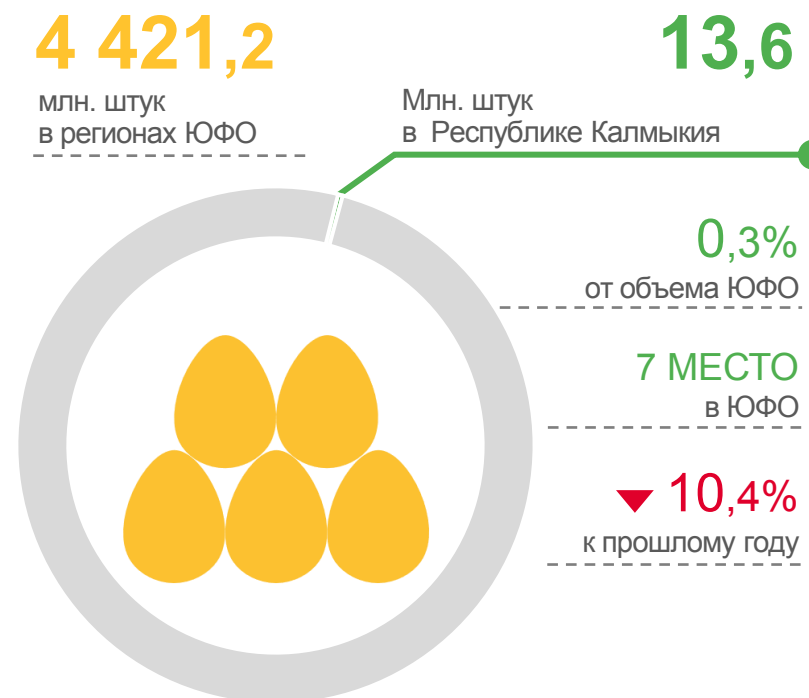 4 421,2
млн. штук
в регионах ЮФО
13,6
Млн. штук
в Республике Калмыкия
0,3%
от объема ЮФО
7 МЕСТО
в ЮФО
10,4%
к прошлому году